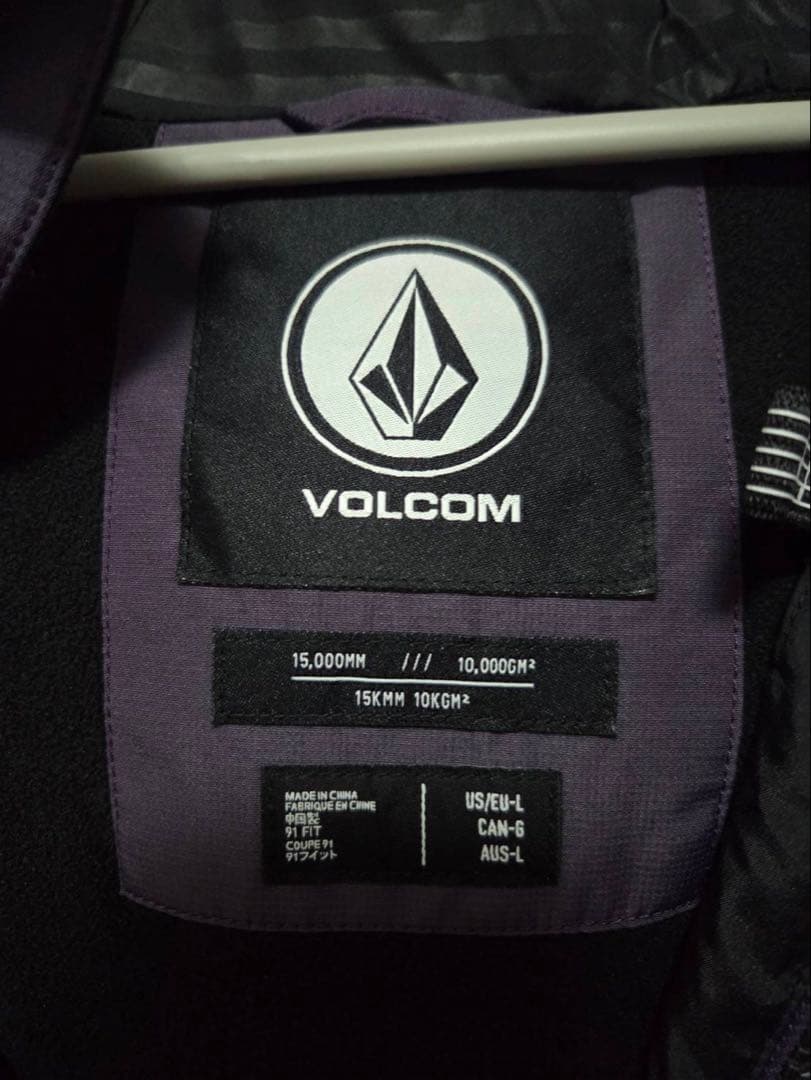 VOLCOM
15,000MM /// 10,000GM²
15KMM 10KGM²
MADE IN CHINA
FABRIQUE EN CHINE
中国製
91 FIT
COUPE 91
91フィット
US/EU-L
CAN-G
AUS-L